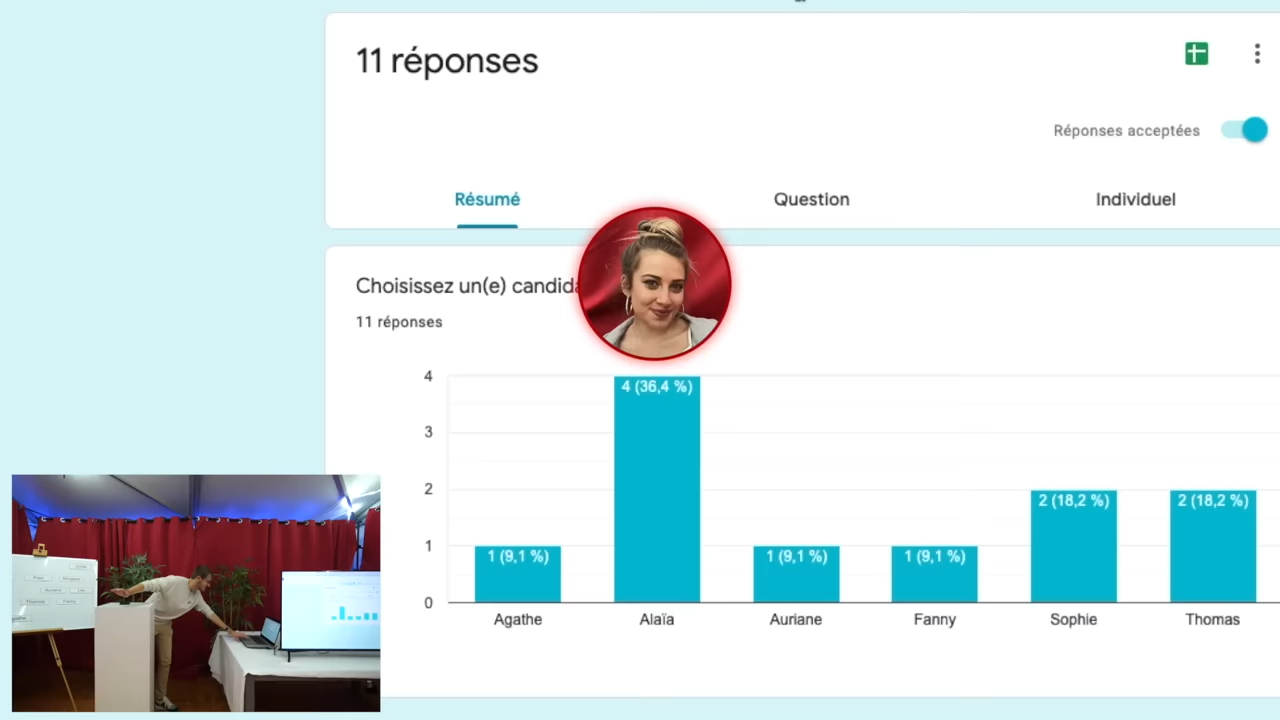 11 réponses
Réponses acceptées
Résumé
Question
Individuel
Choisissez un(e) candid
11 réponses
4
3
2
1
0
4 (36,4 %)
2 (18,2 %)
2 (18,2 %)
1 (9,1 %)
1 (9,1 %)
1 (9,1 %)
Agathe
Alaïa
Auriane
Fanny
Sophie
Thomas